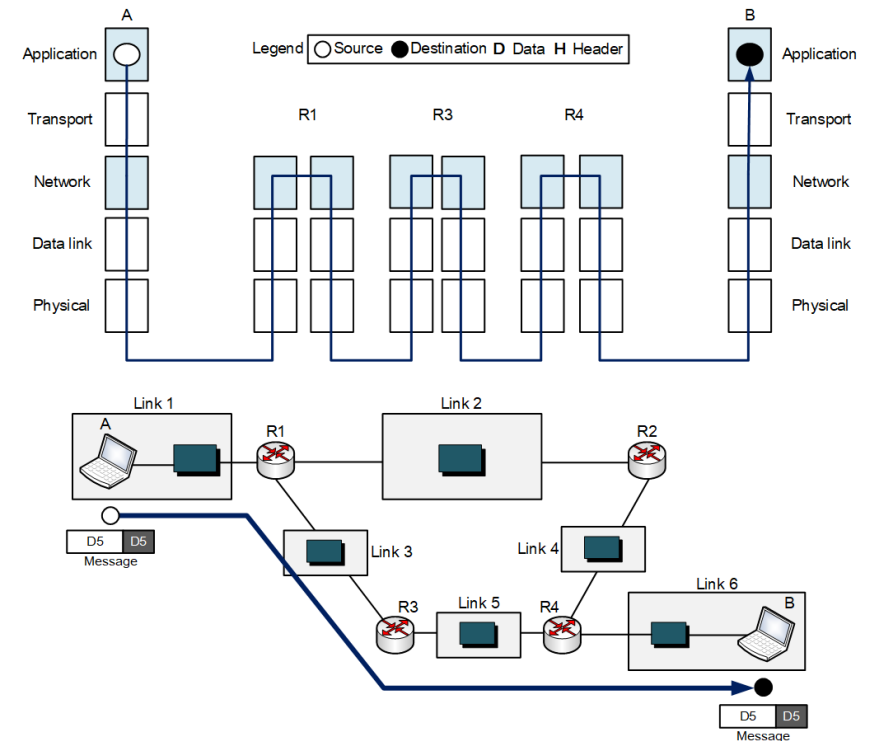 A
B
Legend
Source
Destination
D Data
H Header
Application
Application
Transport
Transport
R1
R3
R4
Network
Network
Data link
Data link
Physical
Physical
Link 1
Link 2
A
R1
R2
D5 D5
Message
Link 3
Link 4
R3
Link 5
R4
Link 6
B
D5 D5
Message